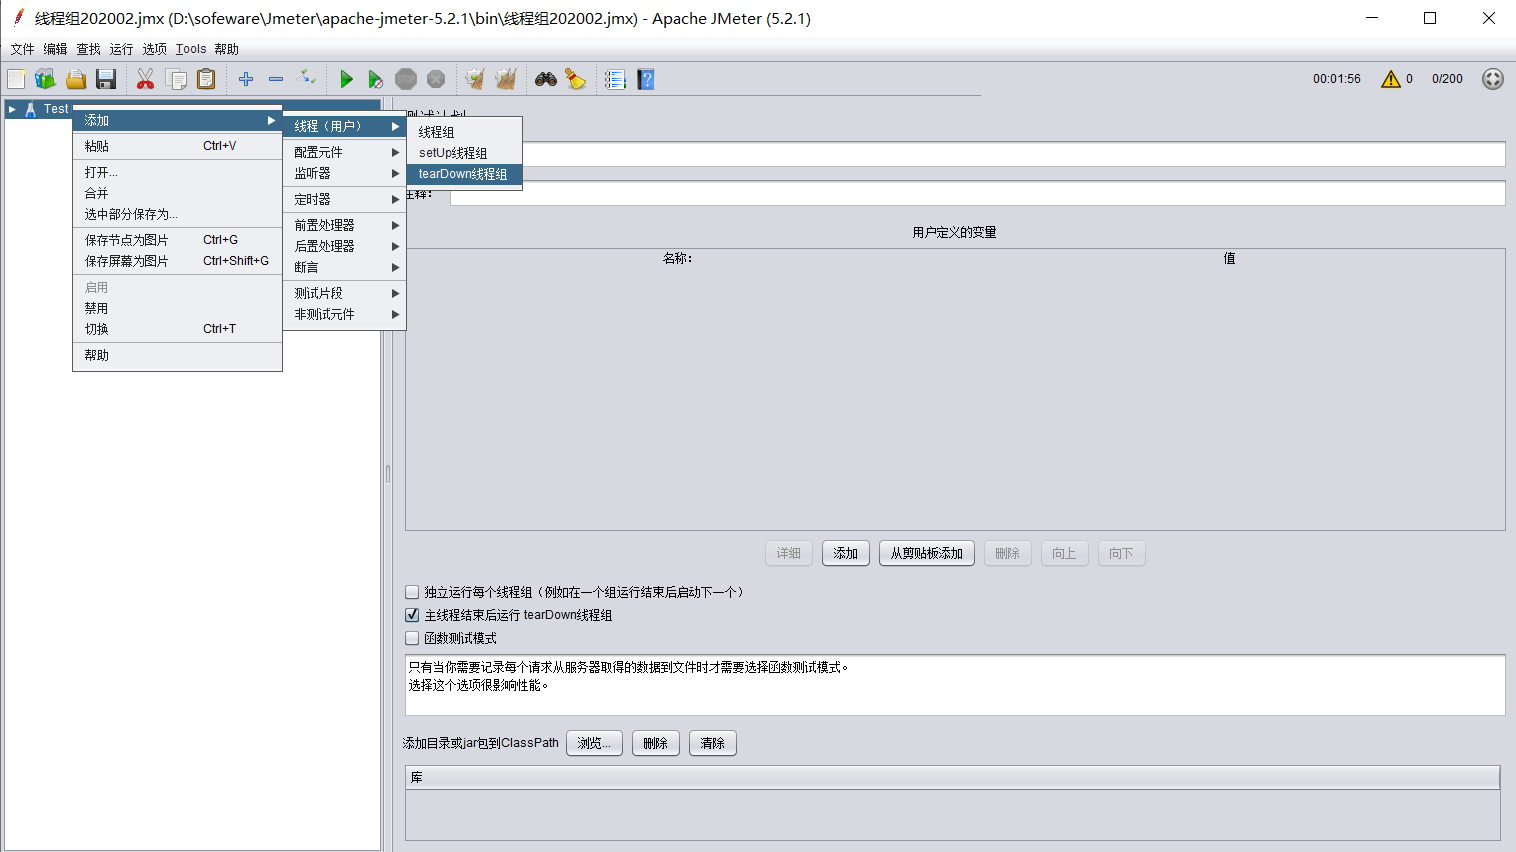 线程组202002.jmx (D:\sofeware\Jmeter\apache-jmeter-5.2.1\bin\线程组202002.jmx) - Apache JMeter (5.2.1)
文件 编辑 查找 运行 选项 Tools 帮助
STOP
00:01:56 0 0/200
Test
添加
粘贴 Ctrl+V
打开...
合并
选中部分保存为...
保存节点为图片 Ctrl+G
保存屏幕为图片 Ctrl+Shift+G
启用
禁用
切换 Ctrl+T
帮助
线程（用户）
配置元件
监听器
定时器
前置处理器
后置处理器
断言
测试片段
非测试元件
线程组
setUp线程组
tearDown线程组
测试计划
注释：
用户定义的变量
名称: 值
详细 添加 从剪贴板添加 删除 向上 向下
独立运行每个线程组（例如在一个组运行结束后启动下一个）
主线程结束后运行 tearDown线程组
函数测试模式
只有当你需要记录每个请求从服务器取得的数据到文件时才需要选择函数测试模式。
选择这个选项很影响性能。
添加目录或jar包到ClassPath 浏览... 删除 清除
库